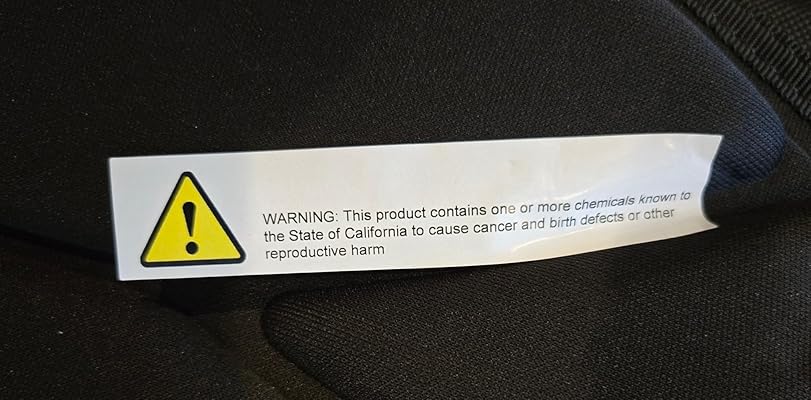 WARNING: This product contains one or more chemicals known to
the State of California to cause cancer and birth defects or other
reproductive harm